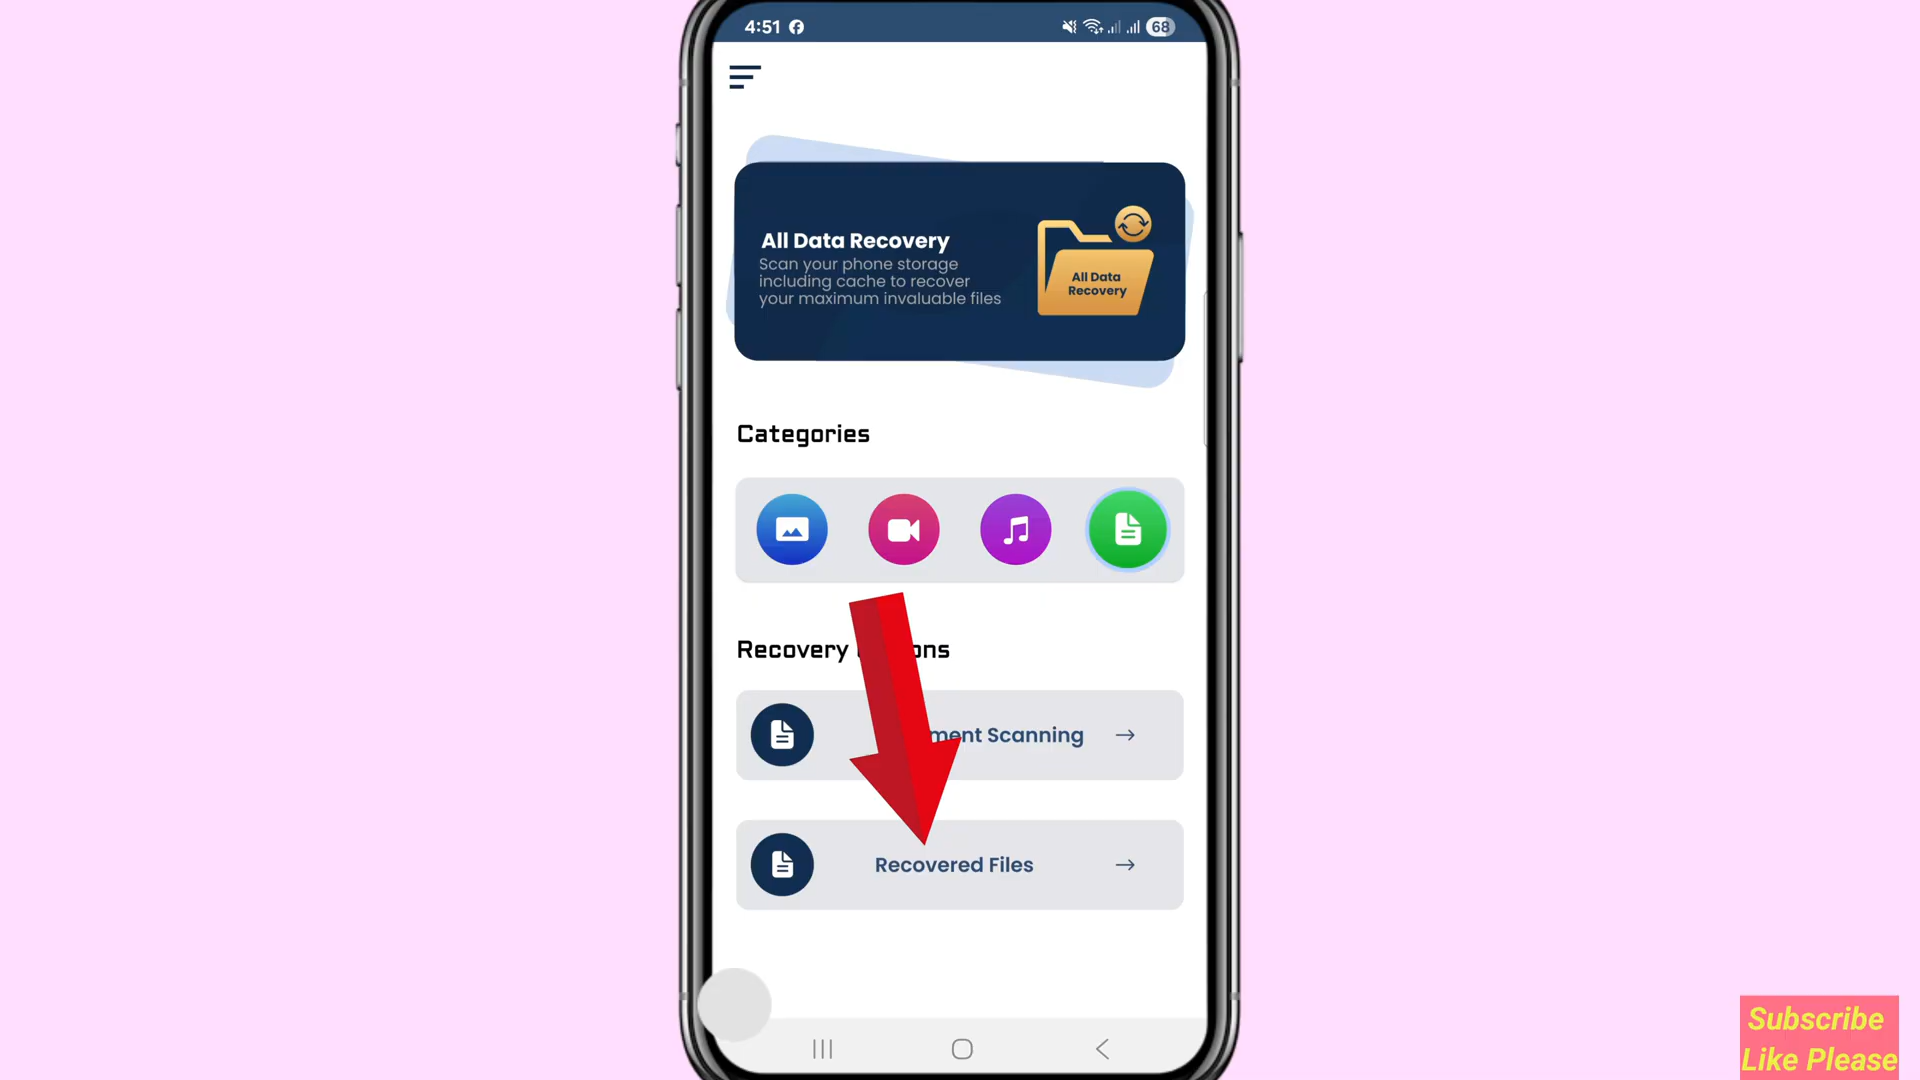 4:51
68
All Data Recovery
Scan your phone storage
including cache to recover
your maximum invaluable files
All Data
Recovery
Categories
Recovery
Scanning
Recovered Files
Subscribe
Like Please